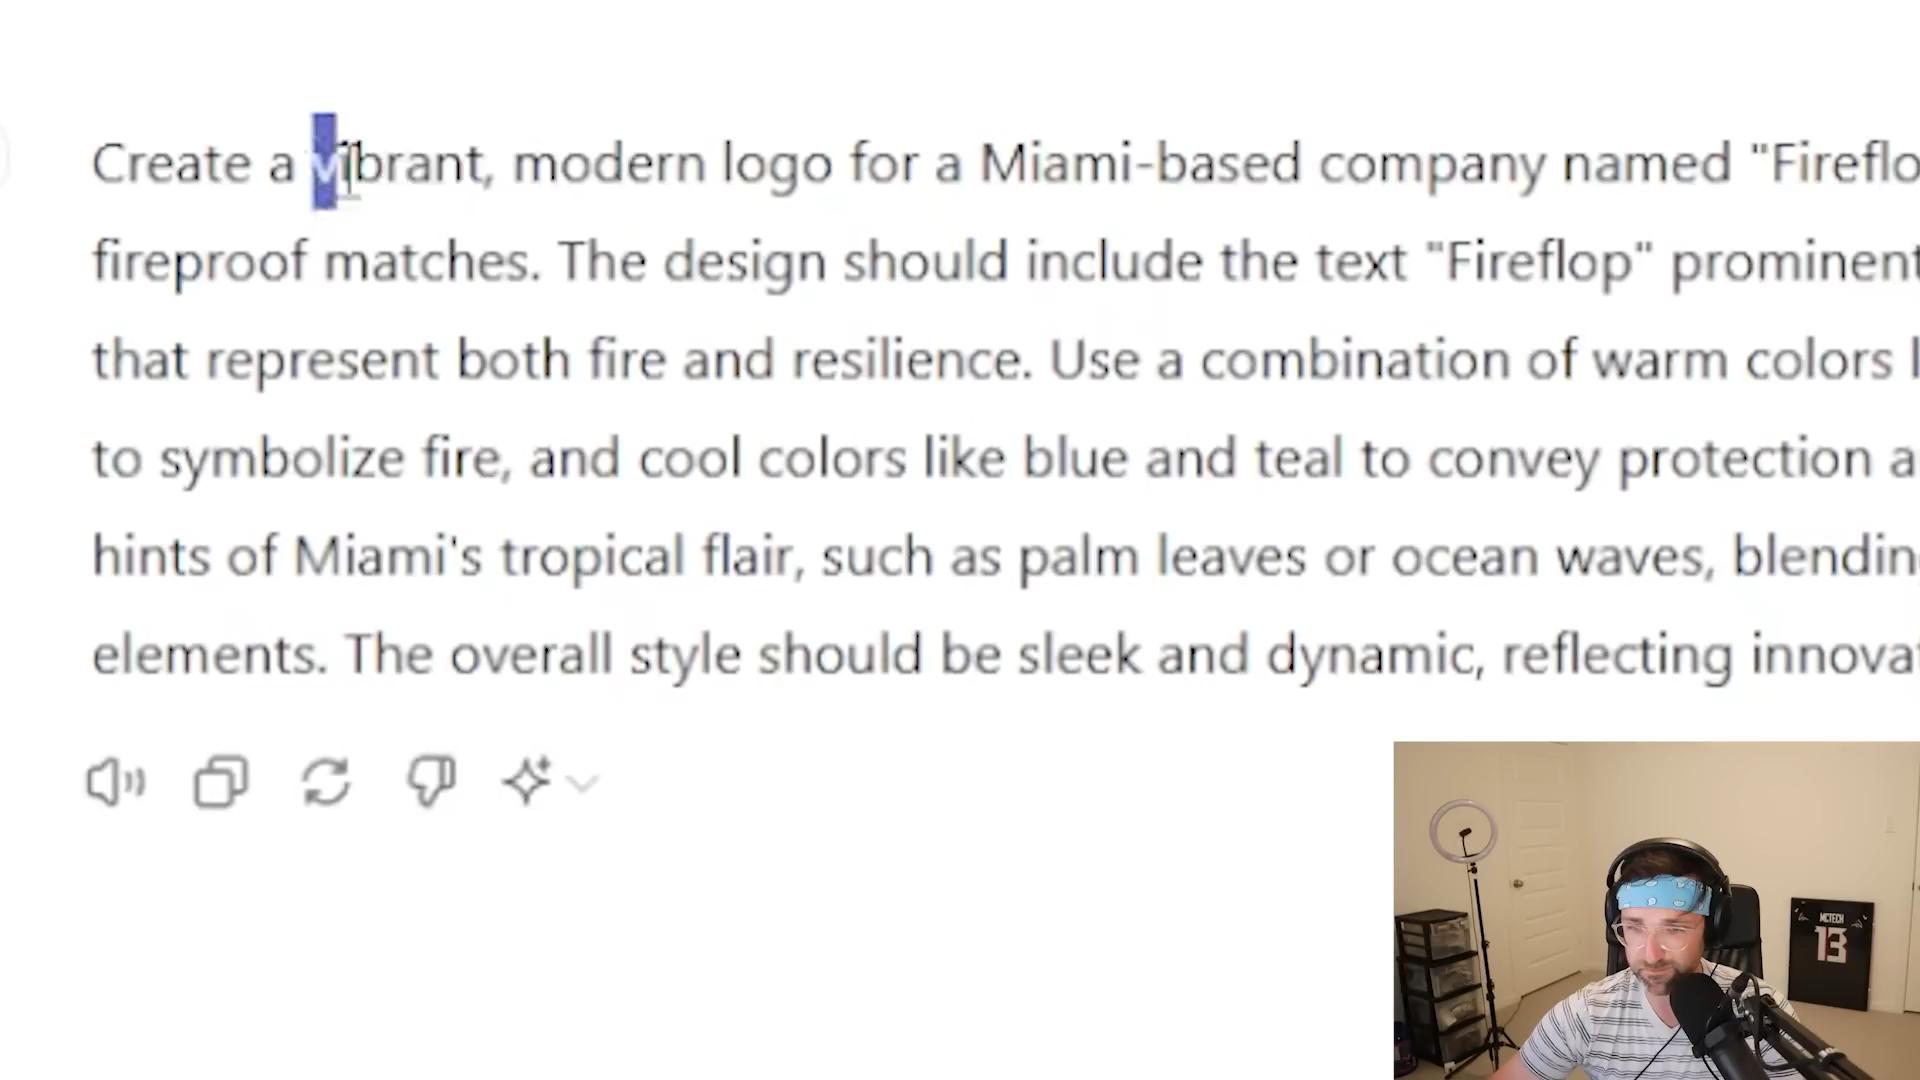 Create a vibrant, modern logo for a Miami-based company named "Fireflo
fireproof matches. The design should include the text "Fireflop" prominent
that represent both fire and resilience. Use a combination of warm colors l
to symbolize fire, and cool colors like blue and teal to convey protection a
hints of Miami's tropical flair, such as palm leaves or ocean waves, blending
elements. The overall style should be sleek and dynamic, reflecting innovat
MCTECH
13